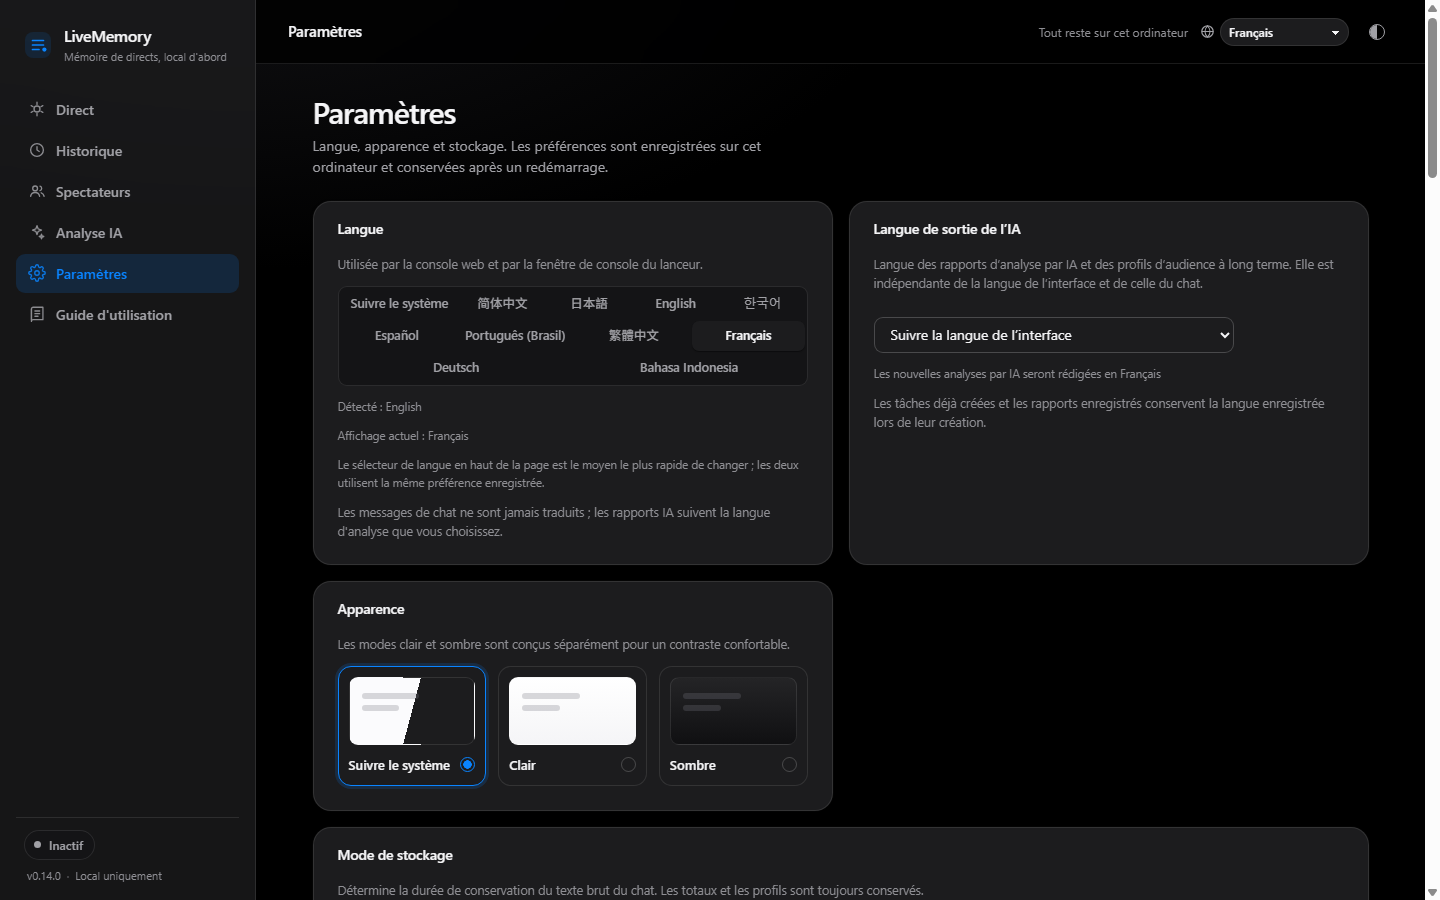 LiveMemory
Mémoire de directs, local d'abord
Direct
Historique
Spectateurs
Analyse IA
Paramètres
Guide d'utilisation
Inactif
v0.14.0 · Local uniquement
Paramètres
Tout reste sur cet ordinateur
Français
Paramètres
Langue, apparence et stockage. Les préférences sont enregistrées sur cet
ordinateur et conservées après un redémarrage.
Langue
Utilisée par la console web et par la fenêtre de console du lanceur.
Suivre le système 简体中文 日本語 English 한국어
Español Português (Brasil) 繁體中文 Français
Deutsch Bahasa Indonesia
Détecté : English
Affichage actuel : Français
Le sélecteur de langue en haut de la page est le moyen le plus rapide de changer ; les deux
utilisent la même préférence enregistrée.
Les messages de chat ne sont jamais traduits ; les rapports IA suivent la langue
d'analyse que vous choisissez.
Langue de sortie de l’IA
Langue des rapports d’analyse par IA et des profils d’audience à long terme. Elle est
indépendante de la langue de l’interface et de celle du chat.
Suivre la langue de l’interface
Les nouvelles analyses par IA seront rédigées en Français
Les tâches déjà créées et les rapports enregistrés conservent la langue enregistrée
lors de leur création.
Apparence
Les modes clair et sombre sont conçus séparément pour un contraste confortable.
Suivre le système
Clair
Sombre
Mode de stockage
Détermine la durée de conservation du texte brut du chat. Les totaux et les profils sont toujours conservés.